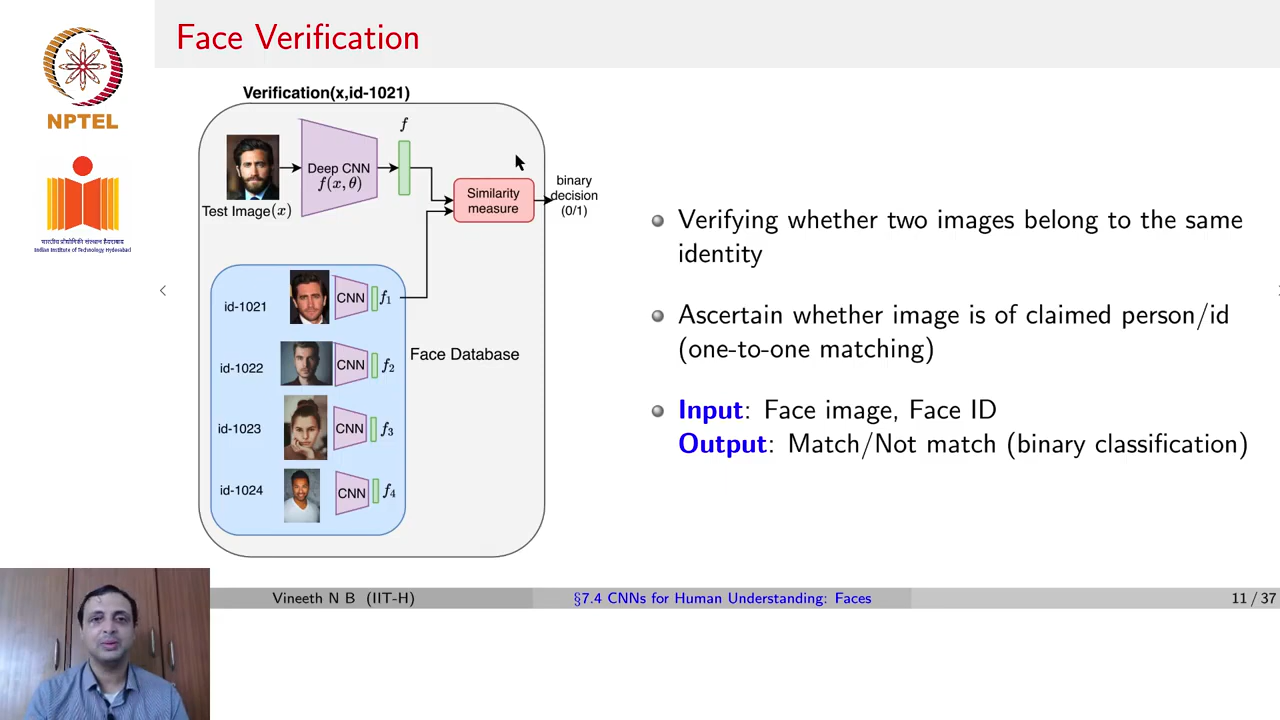 Face Verification
NPTEL
भारतीय प्रौद्योगिकी संस्थान हैदराबाद
Indian Institute of Technology Hyderabad
Verification(x,id-1021)
f
Deep CNN
f(x, θ)
Test Image(x)
Similarity
measure
binary
decision
(0/1)
id-1021
CNN
f₁
id-1022
CNN
f₂
id-1023
CNN
f₃
id-1024
CNN
f₄
Face Database
Verifying whether two images belong to the same
identity
Ascertain whether image is of claimed person/id
(one-to-one matching)
Input: Face image, Face ID
Output: Match/Not match (binary classification)
Vineeth N B (IIT-H)
§7.4 CNNs for Human Understanding: Faces
11 / 37